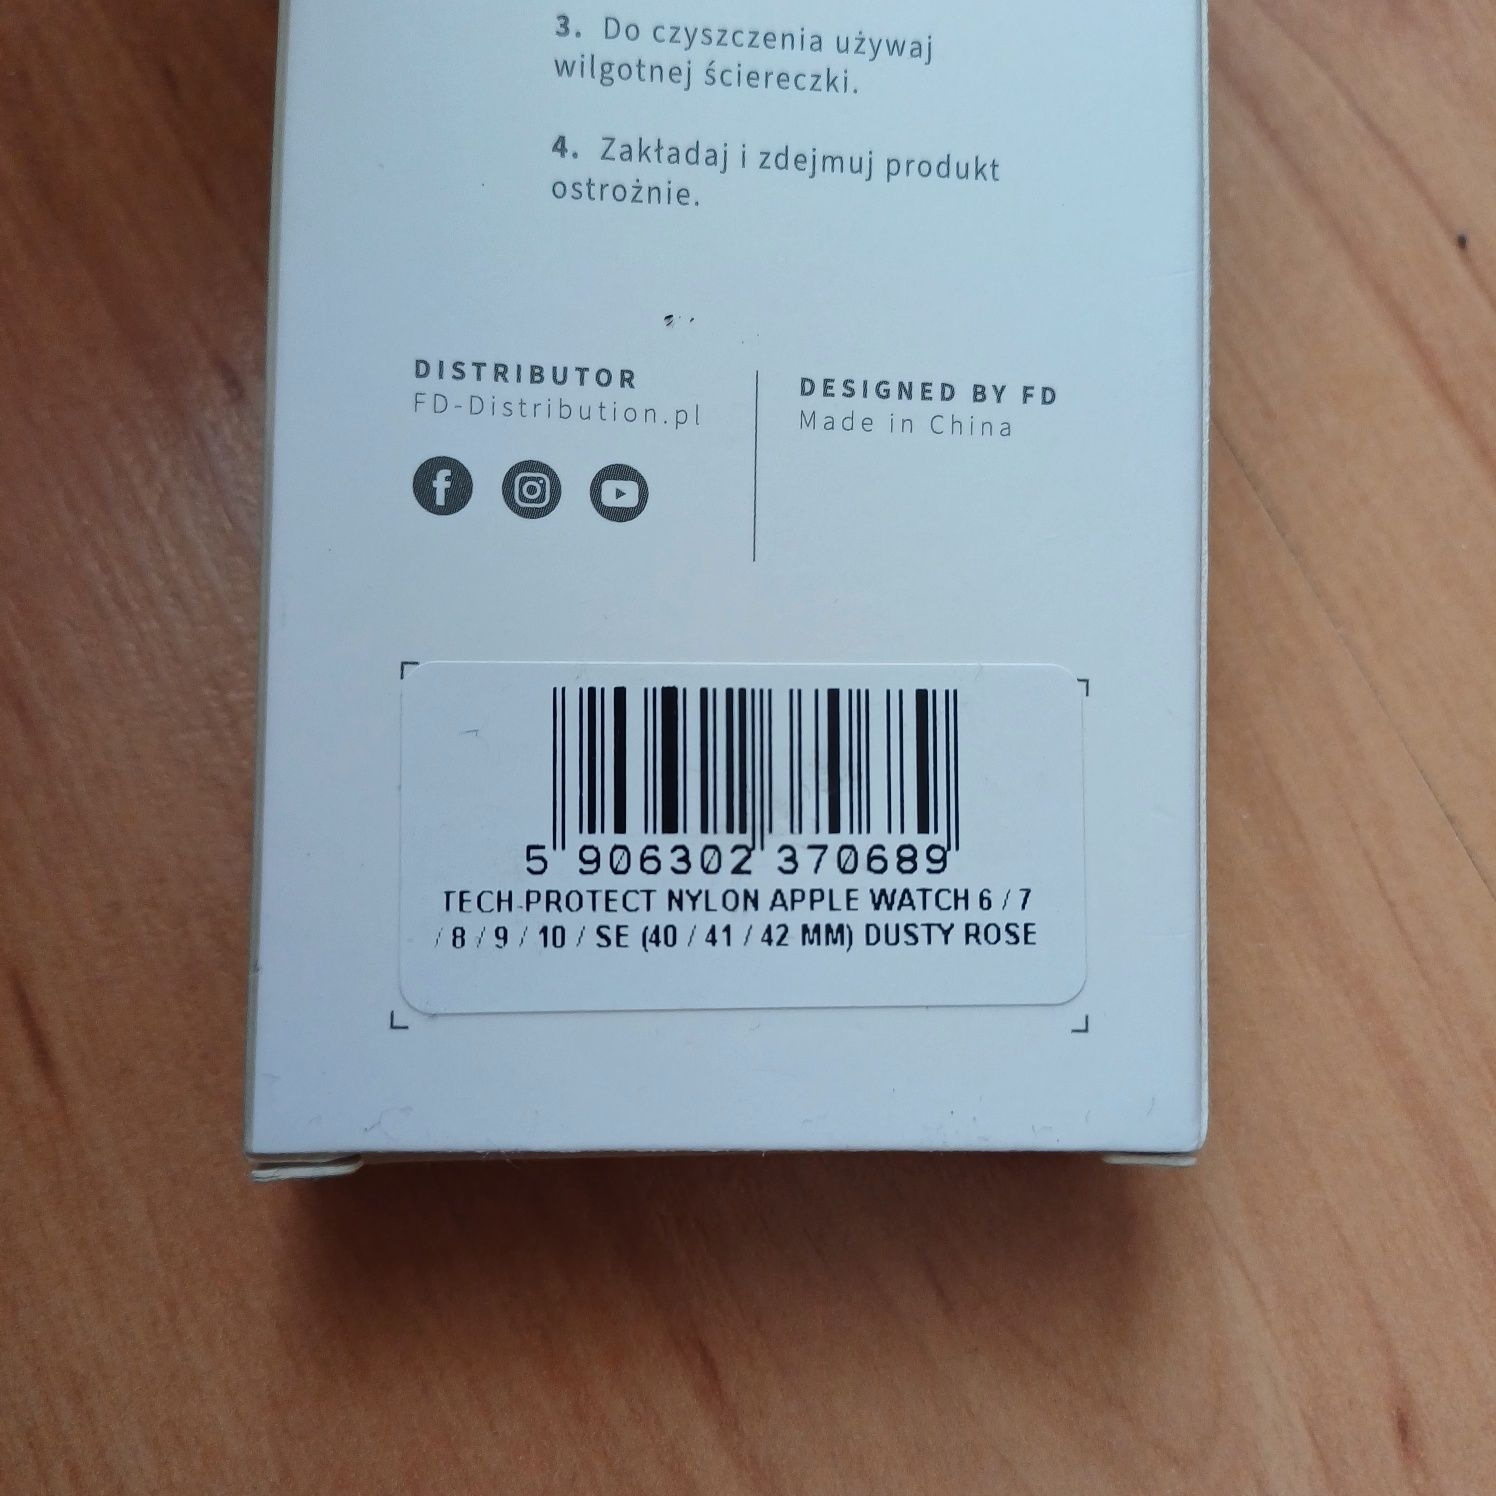 3. Do czyszczenia używaj
wilgotnej ściereczki.
4. Zakładaj i zdejmuj produkt
ostrożnie.
DISTRIBUTOR
FD-Distribution.pl
DESIGNED BY FD
Made in China
5 906302 370689
TECH-PROTECT NYLON APPLE WATCH 6 / 7
/ 8 / 9 / 10 / SE (40 / 41 / 42 MM) DUSTY ROSE